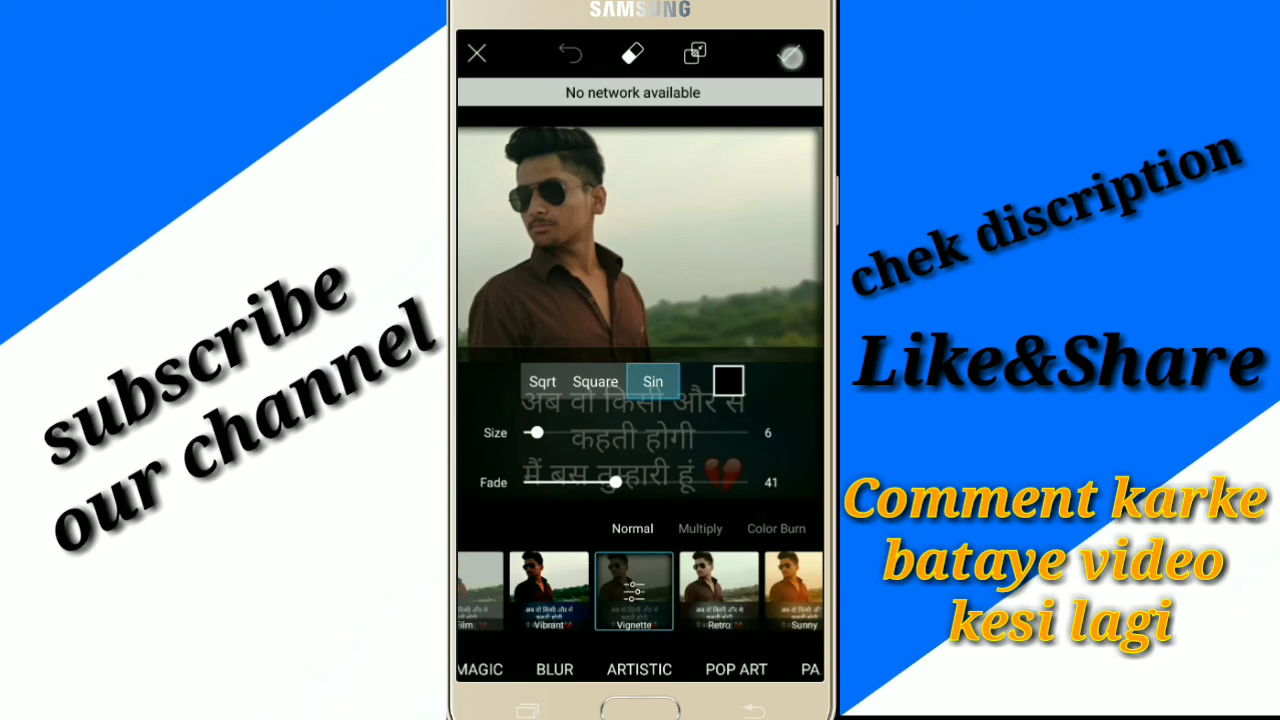 SAMSUNG
No network available
subscribe
our channel
chek discription
Like&Share
Comment karke
bataye video
kesi lagi
Sqrt Square Sin
अब वो किसी और से
कहती होगी
मैं बस तुम्हारी हूं 💔
Size 6
Fade 41
Normal Multiply Color Burn
Film Vibrant Vignette Retro Sunny
MAGIC BLUR ARTISTIC POP ART PA